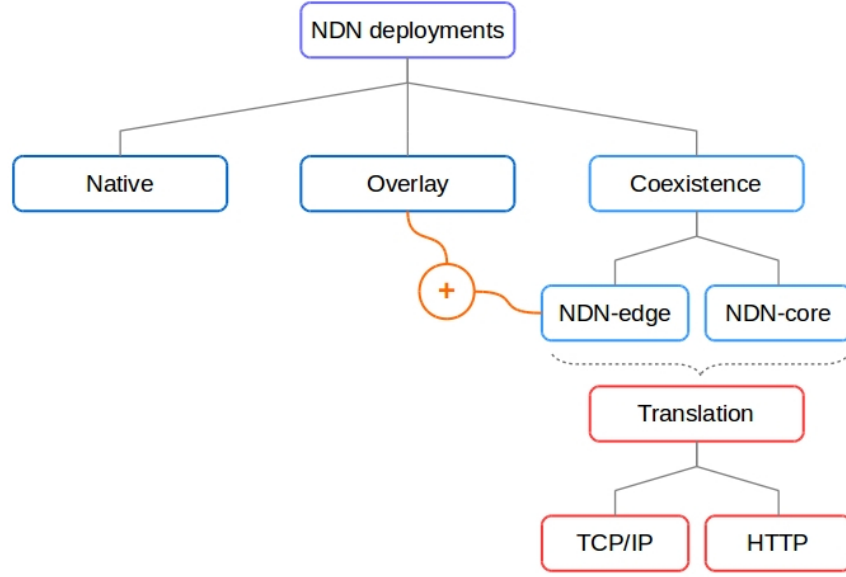 NDN deployments
Native
Overlay
Coexistence
+
NDN-edge
NDN-core
Translation
TCP/IP
HTTP